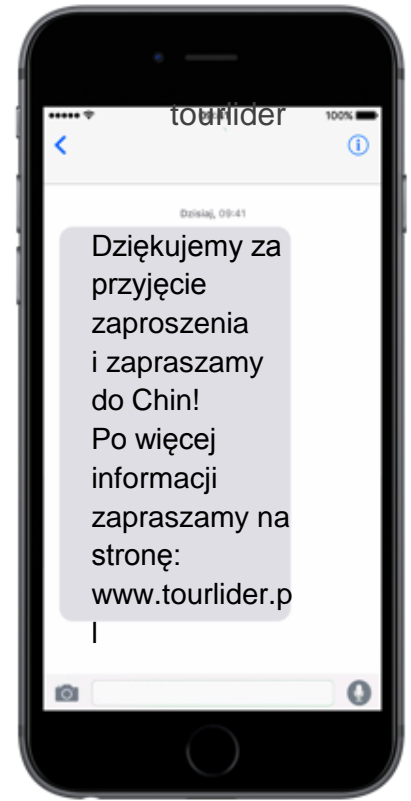 tourlider
100%
Dzisiaj, 09:41
Dziękujemy za
przyjęcie
zaproszenia
i zapraszamy
do Chin!
Po więcej
informacji
zapraszamy na
stronę:
www.tourlider.p
l